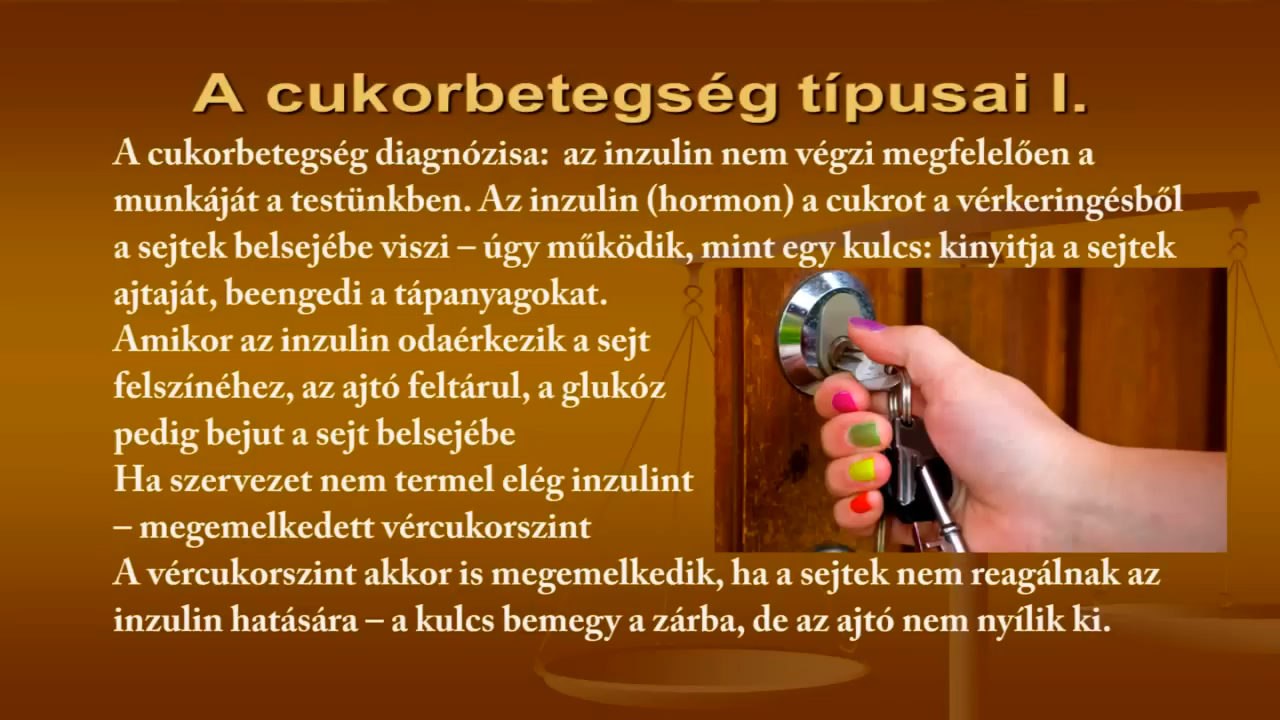 A cukorbetegség típusai I.
A cukorbetegség diagnózisa:  az inzulin nem végzi megfelelően a
munkáját a testünkben. Az inzulin (hormon) a cukrot a vérkeringésből
a sejtek belsejébe viszi – úgy működik, mint egy kulcs: kinyitja a sejtek
ajtaját, beengedi a tápanyagokat.
Amikor az inzulin odaérkezik a sejt
felszínéhez, az ajtó feltárul, a glukóz
pedig bejut a sejt belsejébe
Ha szervezet nem termel elég inzulint
– megemelkedett vércukorszint
A vércukorszint akkor is megemelkedik, ha a sejtek nem reagálnak az
inzulin hatására – a kulcs bemegy a zárba, de az ajtó nem nyílik ki.